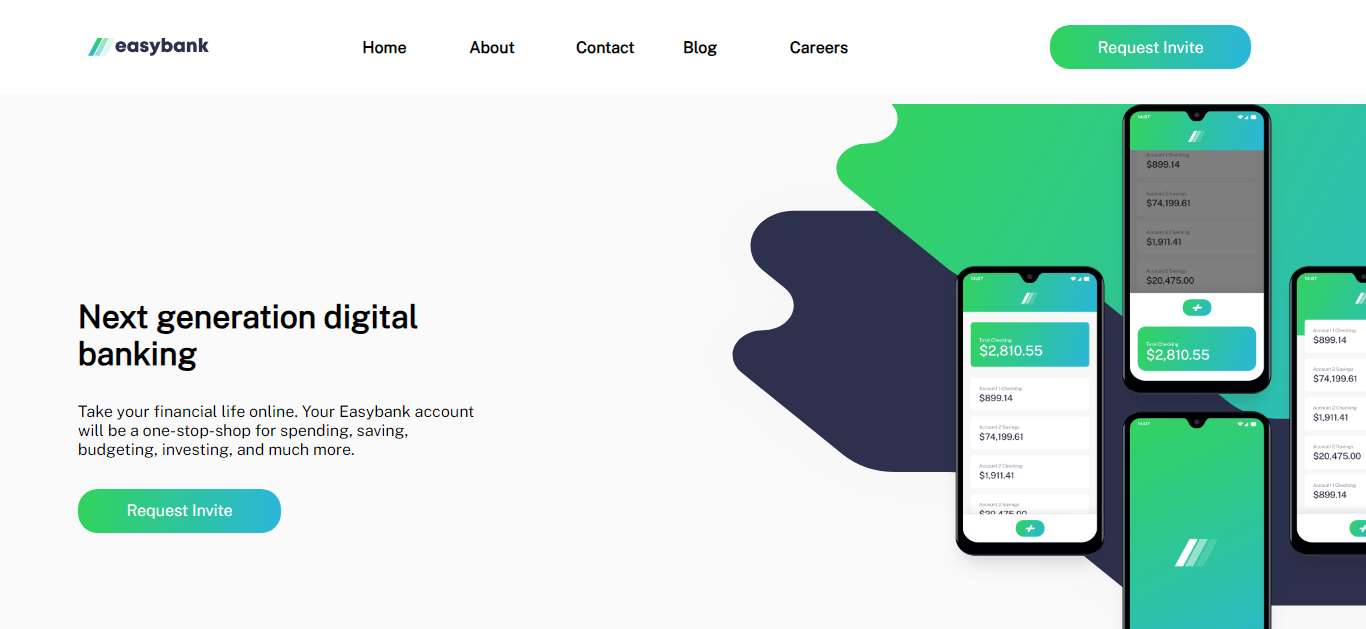 easybank
Home
About
Contact
Blog
Careers
Request Invite
Next generation digital
banking
Take your financial life online. Your Easybank account
will be a one-stop-shop for spending, saving,
budgeting, investing, and much more.
Request Invite
14:07
Account 1 Checking
$899.14
Account 2 Savings
$74,199.61
Account 2 Checking
$1,911.41
Account 2 Savings
$20,475.00
Total Checking
$2,810.55
14:07
Total Checking
$2,810.55
Account 1 Checking
$899.14
Account 2 Savings
$74,199.61
Account 2 Checking
$1,911.41
Account 2 Savings
$20,475.00
14:07
14:07
Account 1 Checking
$899.14
Account 2 Savings
$74,199.61
Account 2 Checking
$1,911.41
Account 2 Savings
$20,475.00
Account 1 Checking
$899.14